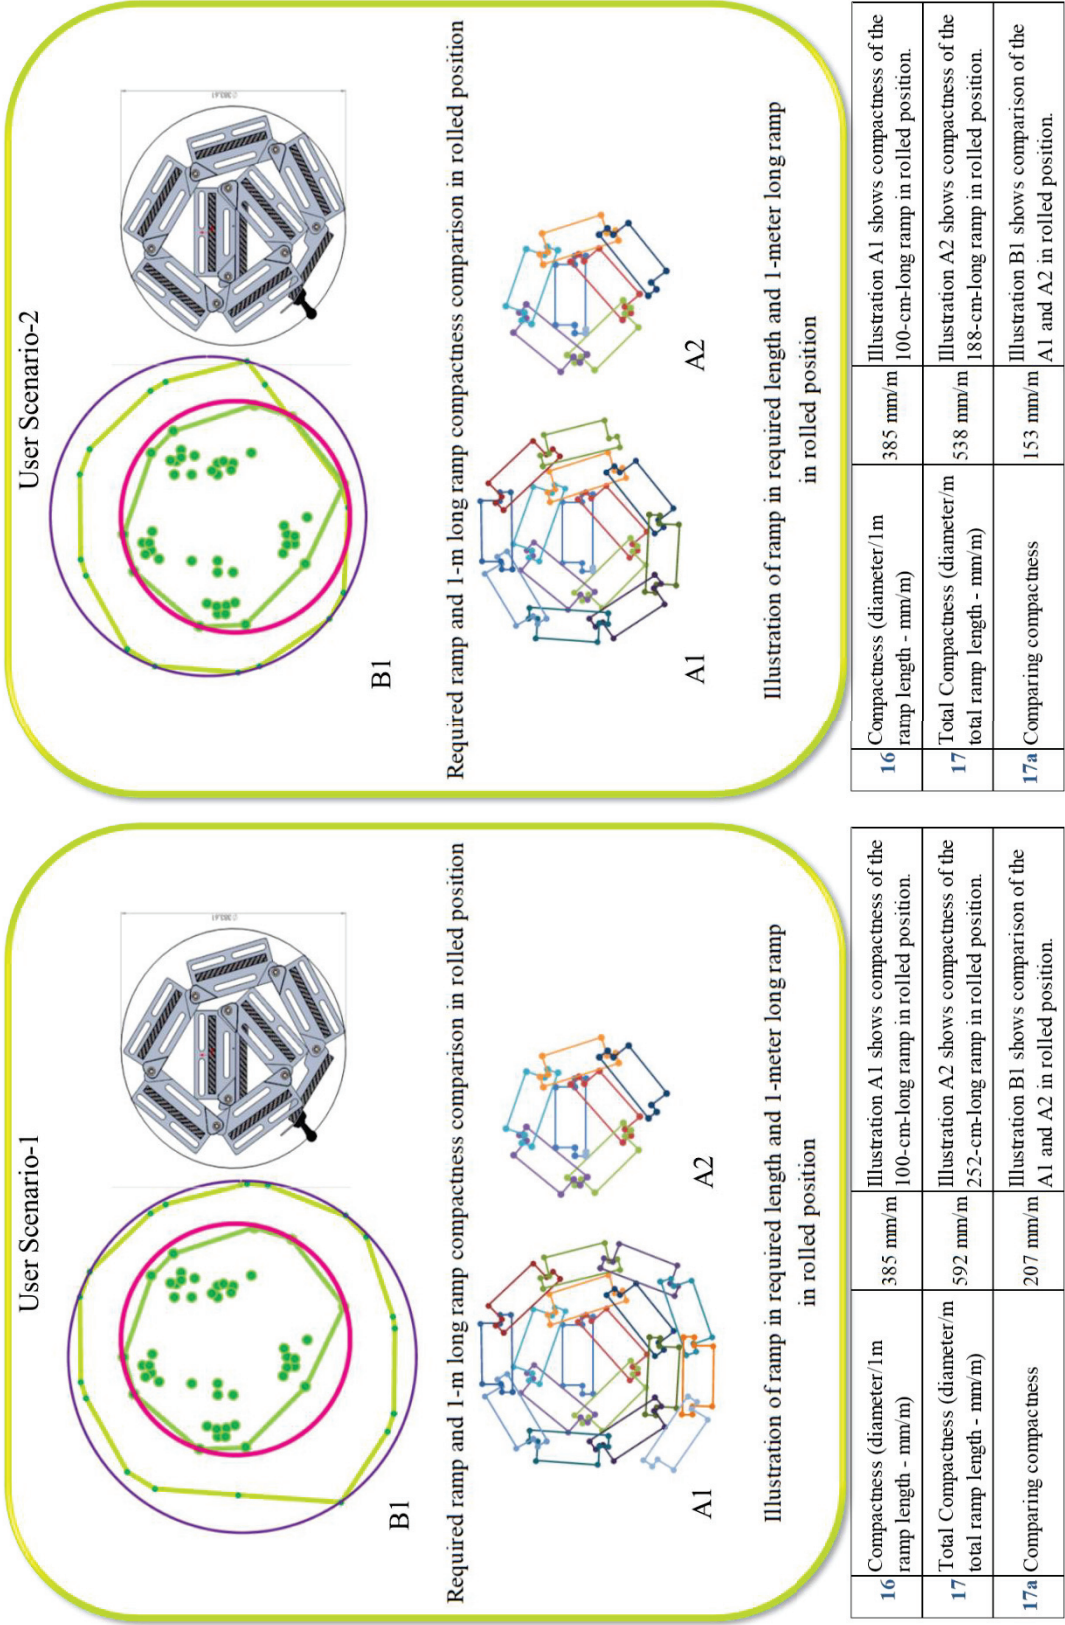 User Scenario-1
∅ 383,61
B1
Required ramp and 1-m long ramp compactness comparison in rolled position
A1
A2
Illustration of ramp in required length and 1-meter long ramp
in rolled position
16 Compactness (diameter/1m
ramp length - mm/m)
385 mm/m
Illustration A1 shows compactness of the
100-cm-long ramp in rolled position.
17 Total Compactness (diameter/m
total ramp length - mm/m)
592 mm/m
Illustration A2 shows compactness of the
252-cm-long ramp in rolled position.
17a Comparing compactness
207 mm/m
Illustration B1 shows comparison of the
A1 and A2 in rolled position.
User Scenario-2
∅ 383,61
B1
Required ramp and 1-m long ramp compactness comparison in rolled position
A1
A2
Illustration of ramp in required length and 1-meter long ramp
in rolled position
16 Compactness (diameter/1m
ramp length - mm/m)
385 mm/m
Illustration A1 shows compactness of the
100-cm-long ramp in rolled position.
17 Total Compactness (diameter/m
total ramp length - mm/m)
538 mm/m
Illustration A2 shows compactness of the
188-cm-long ramp in rolled position.
17a Comparing compactness
153 mm/m
Illustration B1 shows comparison of the
A1 and A2 in rolled position.